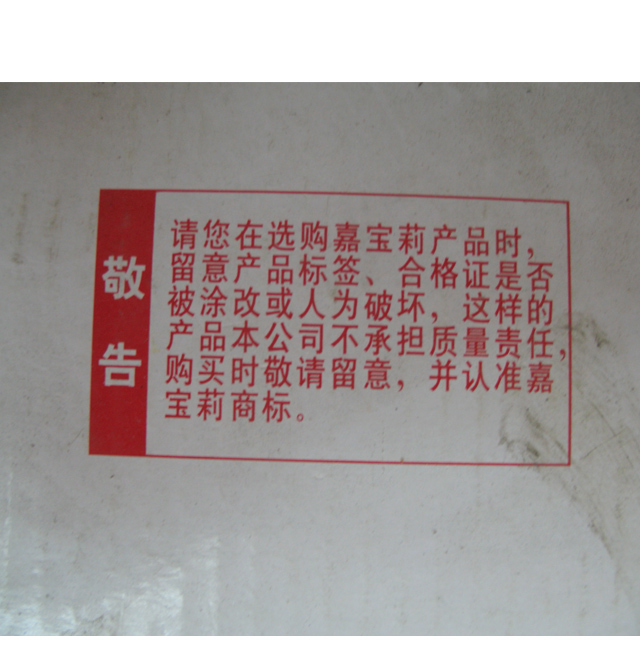 敬告
请您在选购嘉宝莉产品时，
留意产品标签、合格证是否
被涂改或人为破坏，这样的
产品本公司不承担质量责任，
购买时敬请留意，并认准嘉
宝莉商标。